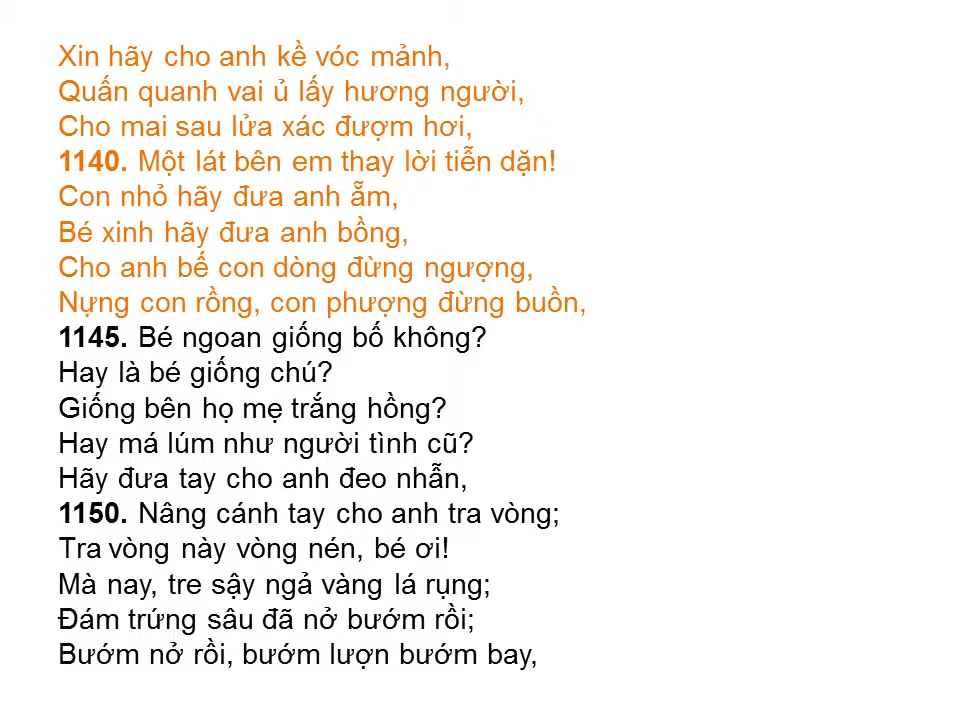 Xin hãy cho anh kề vóc mảnh,
Quấn quanh vai ủ lấy hương người,
Cho mai sau lửa xác đượm hơi,
1140. Một lát bên em thay lời tiễn dặn!
Con nhỏ hãy đưa anh ẵm,
Bé xinh hãy đưa anh bồng,
Cho anh bế con dòng đừng ngượng,
Nựng con rồng, con phượng đừng buồn,
1145. Bé ngoan giống bố không?
Hay là bé giống chú?
Giống bên họ mẹ trắng hồng?
Hay má lúm như người tình cũ?
Hãy đưa tay cho anh đeo nhẫn,
1150. Nâng cánh tay cho anh tra vòng;
Tra vòng này vòng nén, bé ơi!
Mà nay, tre sậy ngả vàng lá rụng;
Đám trứng sâu đã nở bướm rồi;
Bướm nở rồi, bướm lượn bướm bay,